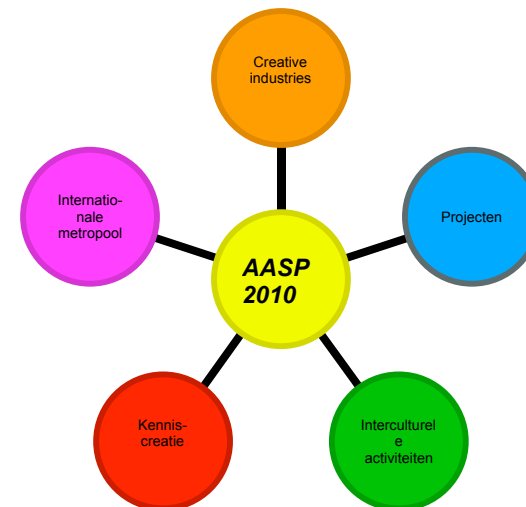 Creative
industries
Internatio-
nale
metropool
Projecten
AASP
2010
Kennis-
creatie
Interculturel
e
activiteiten